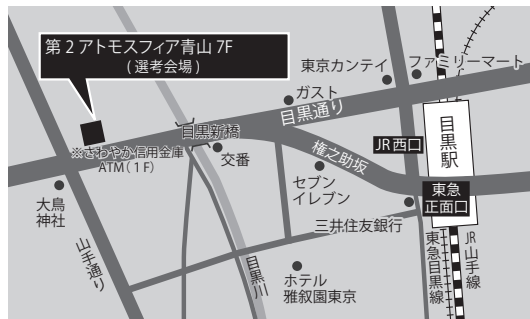 第2アトモスフィア青山 7F
(選考会場)
東京カンテイ
ファミリーマート
ガスト
目黒通り
目黒新橋
※さわやか信用金庫
ATM(1F)
交番
権之助坂
JR西口
目黒駅
セブン
イレブン
東急
正面口
大鳥
神社
三井住友銀行
山手通り
目黒川
ホテル
雅叙園東京
東急目黒線
JR山手線